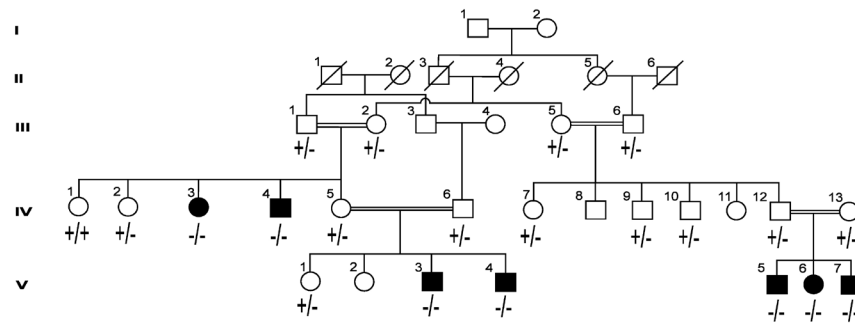 I 1 2
II 1 2 3 4 5 6
III 1 2 3 4 5 6
+/- +/- +/- +/-
IV 1 2 3 4 5 6 7 8 9 10 11 12 13
+/+ +/- -/- -/- +/- +/- +/- +/- +/- +/- +/-
V 1 2 3 4 5 6 7
+/- -/- -/- -/- -/- -/-